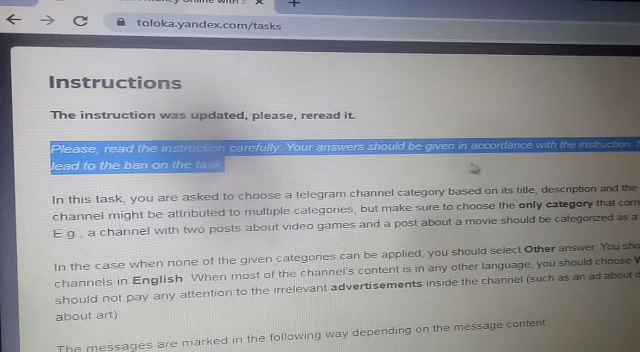 toloka.yandex.com/tasks
Instructions
The instruction was updated, please, reread it.
Please, read the instruction carefully. Your answers should be given in accordance with the instruction.
lead to the ban on the task.
In this task, you are asked to choose a telegram channel category based on its title, description and the
channel might be attributed to multiple categories, but make sure to choose the only category that
E.g., a channel with two posts about video games and a post about a movie should be categorized as a
In the case when none of the given categories can be applied, you should select Other answer. You
channels in English. When most of the channel's content is in any other language, you should choose
should not pay any attention to the irrelevant advertisements inside the channel (such as an ad about
about art).
The messages are marked in the following way depending on the message content.